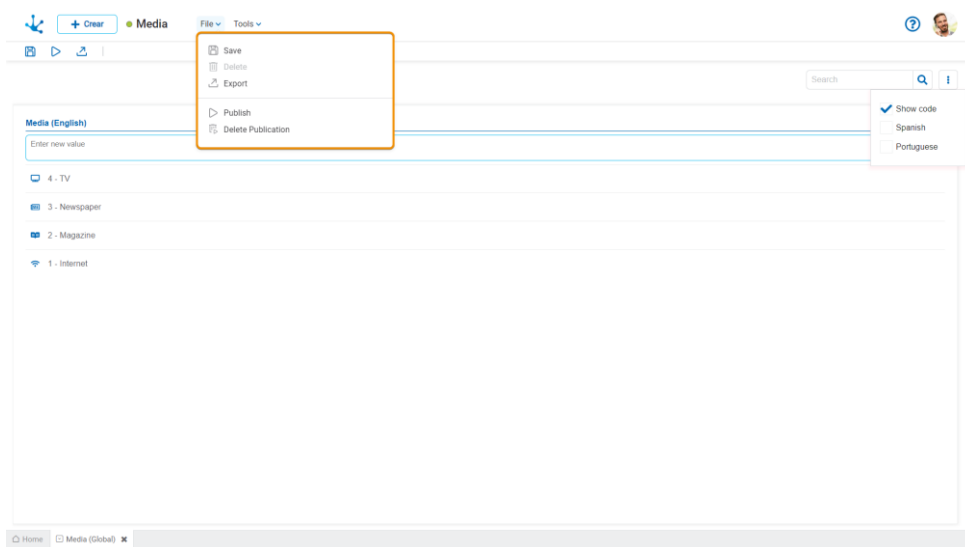 Crear
Media
File
Tools
Save
Delete
Export
Publish
Delete Publication
Search
Show code
Spanish
Portuguese
Media (English)
Enter new value
4 - TV
3 - Newspaper
2 - Magazine
1 - Internet
Home
Media (Global)